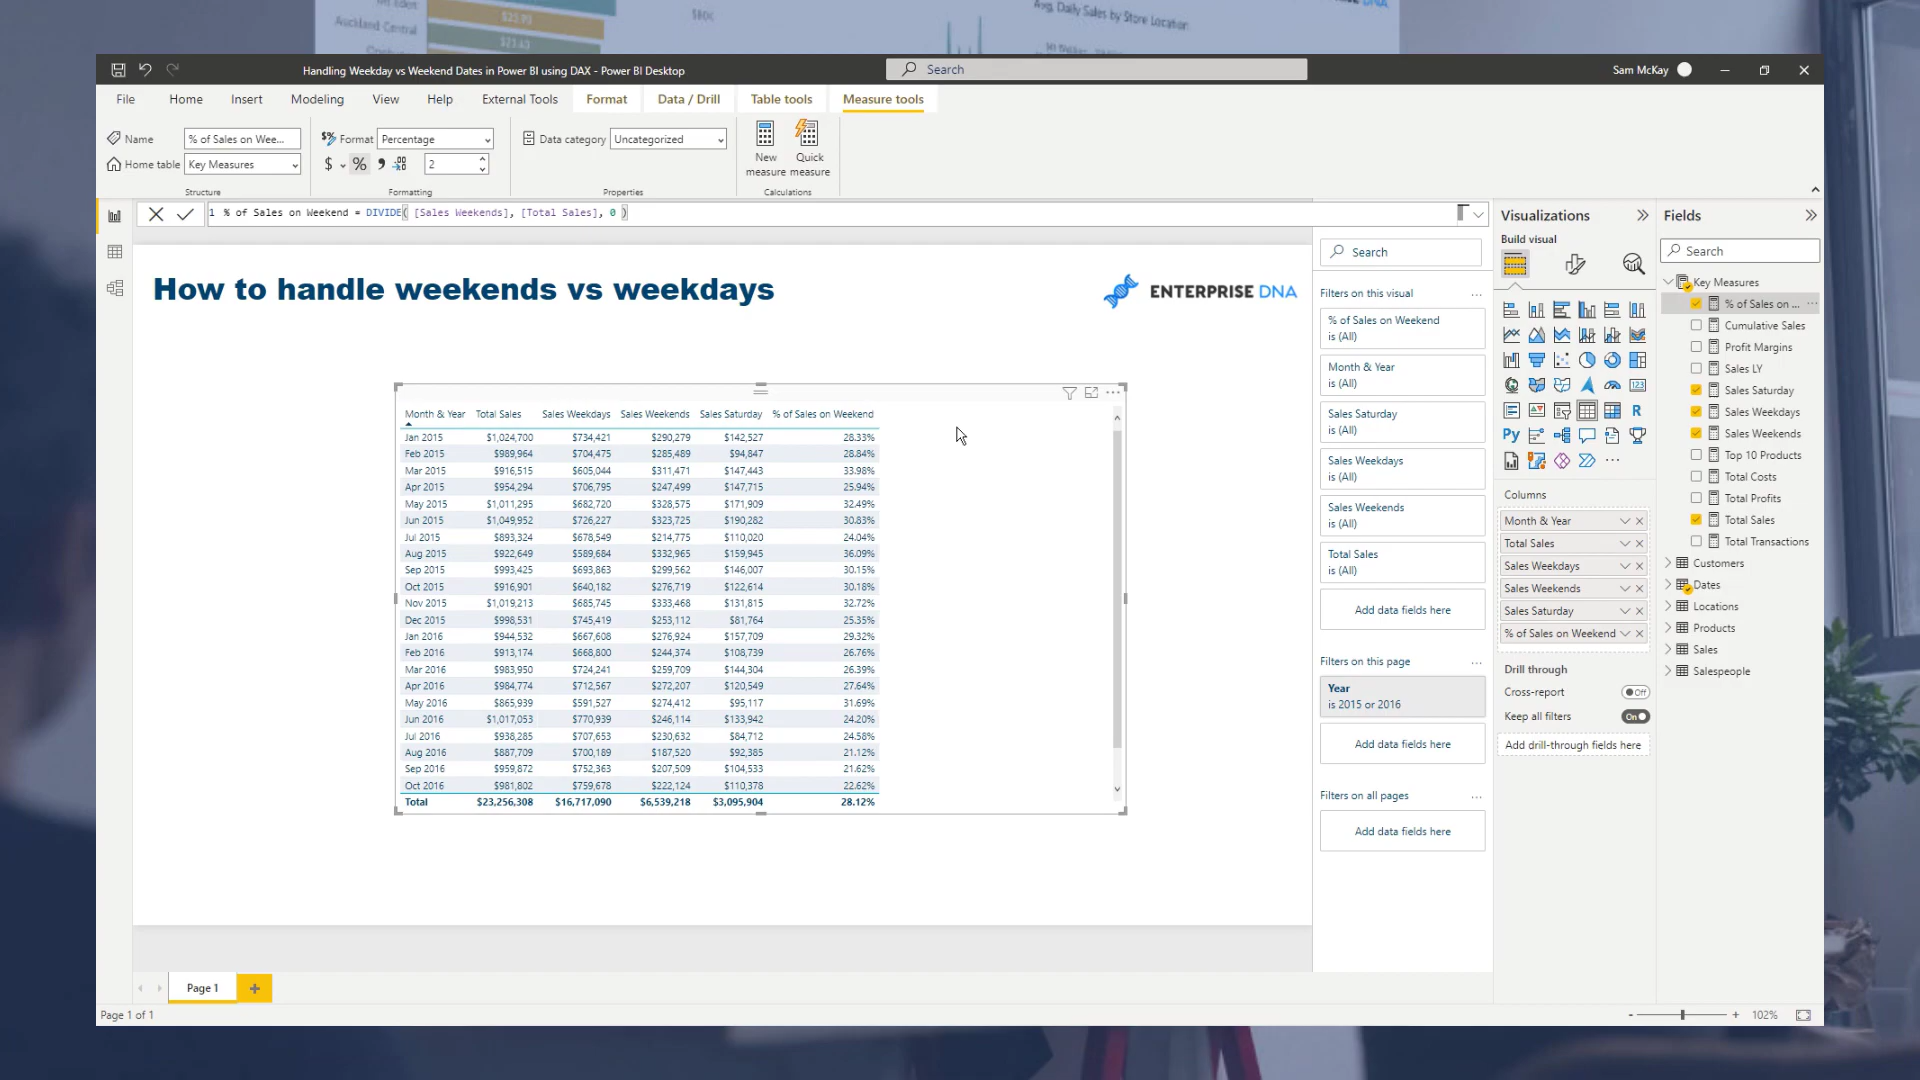 Auckland Central
$25.93
$23.63
$80K
Avg. Daily Sales by Store Location
Handling Weekday vs Weekend Dates in Power BI using DAX - Power BI Desktop
Search
Sam McKay
File Home Insert Modeling View Help External Tools Format Data / Drill Table tools Measure tools
Name % of Sales on Wee...
Home table Key Measures
Structure
Format Percentage
$ % 2
Formatting
Data category Uncategorized
Properties
New measure
Quick measure
Calculations
1 % of Sales on Weekend = DIVIDE( [Sales Weekends], [Total Sales], 0 )
How to handle weekends vs weekdays
ENTERPRISE DNA
Month & Year Total Sales Sales Weekdays Sales Weekends Sales Saturday % of Sales on Weekend
Jan 2015 $1,024,700 $734,421 $290,279 $142,527 28.33%
Feb 2015 $989,964 $704,475 $285,489 $94,847 28.84%
Mar 2015 $916,515 $605,044 $311,471 $147,443 33.98%
Apr 2015 $954,294 $706,795 $247,499 $147,715 25.94%
May 2015 $1,011,295 $682,720 $328,575 $171,909 32.49%
Jun 2015 $1,049,952 $726,227 $323,725 $190,282 30.83%
Jul 2015 $893,324 $678,549 $214,775 $110,020 24.04%
Aug 2015 $922,649 $589,684 $332,965 $159,945 36.09%
Sep 2015 $993,425 $693,863 $299,562 $146,007 30.15%
Oct 2015 $916,901 $640,182 $276,719 $122,614 30.18%
Nov 2015 $1,019,213 $685,745 $333,468 $131,815 32.72%
Dec 2015 $998,531 $745,419 $253,112 $81,764 25.35%
Jan 2016 $944,532 $667,608 $276,924 $157,709 29.32%
Feb 2016 $913,174 $668,800 $244,374 $108,739 26.76%
Mar 2016 $983,950 $724,241 $259,709 $144,304 26.39%
Apr 2016 $984,774 $712,567 $272,207 $120,549 27.64%
May 2016 $865,939 $591,527 $274,412 $95,117 31.69%
Jun 2016 $1,017,053 $770,939 $246,114 $133,942 24.20%
Jul 2016 $938,285 $707,653 $230,632 $84,712 24.58%
Aug 2016 $887,709 $700,189 $187,520 $92,385 21.12%
Sep 2016 $959,872 $752,363 $207,509 $104,533 21.62%
Oct 2016 $981,802 $759,678 $222,124 $110,378 22.62%
Total $23,256,308 $16,717,090 $6,539,218 $3,095,904 28.12%
Search
Filters on this visual ...
% of Sales on Weekend
is (All)
Month & Year
is (All)
Sales Saturday
is (All)
Sales Weekdays
is (All)
Sales Weekends
is (All)
Total Sales
is (All)
Add data fields here
Filters on this page ...
Year
is 2015 or 2016
Add data fields here
Filters on all pages ...
Add data fields here
Visualizations
Build visual
123
R
Py
...
Columns
Month & Year
Total Sales
Sales Weekdays
Sales Weekends
Sales Saturday
% of Sales on Weekend
Drill through
Cross-report Off
Keep all filters On
Add drill-through fields here
Fields
Search
Key Measures
% of Sales on ... ...
Cumulative Sales
Profit Margins
Sales LY
Sales Saturday
Sales Weekdays
Sales Weekends
Top 10 Products
Total Costs
Total Profits
Total Sales
Total Transactions
Customers
Dates
Locations
Products
Sales
Salespeople
Page 1
Page 1 of 1
- + 102%